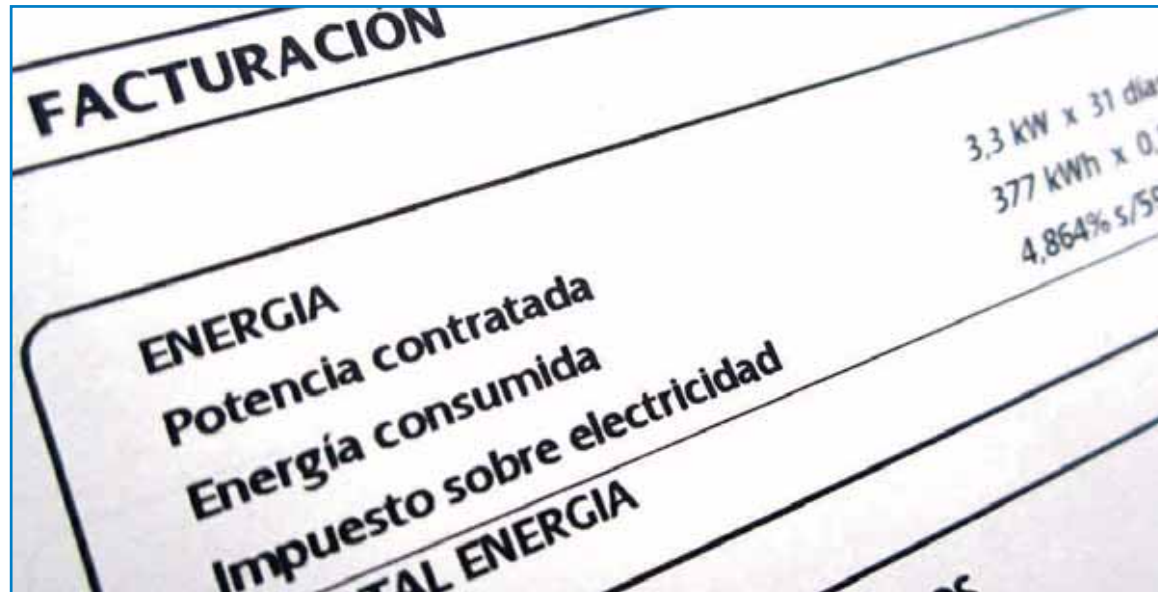 FACTURACIÓN
ENERGIA
Potencia contratada 3,3 kW x 31 días
Energía consumida 377 kWh x 0,
Impuesto sobre electricidad 4,864% s/59
TAL ENERGIA